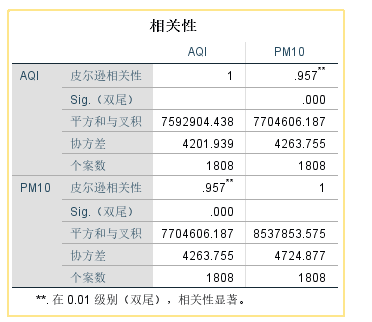 相关性
AQI PM10
AQI 皮尔逊相关性 1 .957**
Sig.（双尾） .000
平方和与叉积 7592904.438 7704606.187
协方差 4201.939 4263.755
个案数 1808 1808
PM10 皮尔逊相关性 .957** 1
Sig.（双尾） .000
平方和与叉积 7704606.187 8537853.575
协方差 4263.755 4724.877
个案数 1808 1808
**. 在 0.01 级别（双尾），相关性显著。